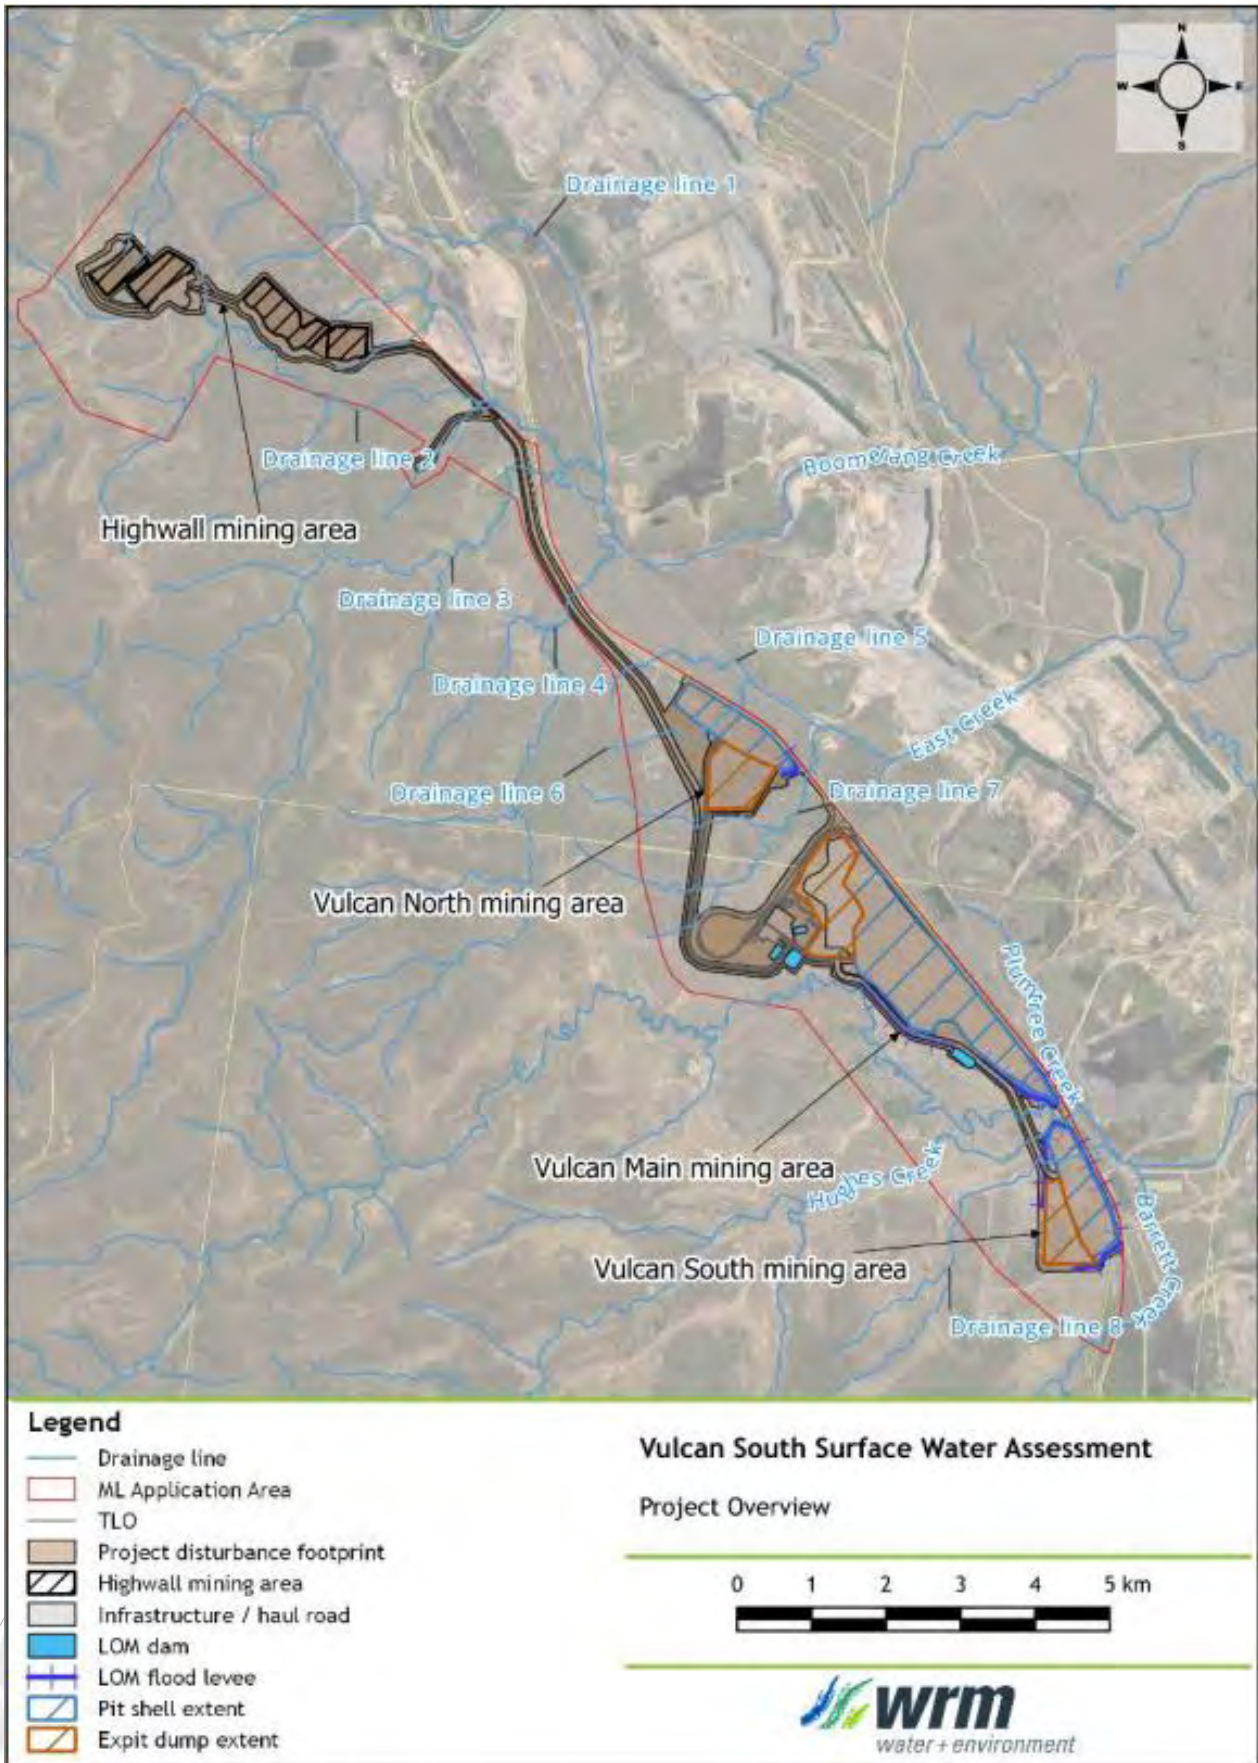 N
W
E
S
Drainage line 1
Drainage line 2
Boomerang Creek
Highwall mining area
Drainage line 3
Drainage line 5
Drainage line 4
East Creek
Drainage line 6
Drainage line 7
Vulcan North mining area
Plumtree Creek
Vulcan Main mining area
Hughes Creek
Barrett Creek
Vulcan South mining area
Drainage line 8
Legend
Drainage line
ML Application Area
TLO
Project disturbance footprint
Highwall mining area
Infrastructure / haul road
LOM dam
LOM flood levee
Pit shell extent
Expit dump extent
Vulcan South Surface Water Assessment
Project Overview
0 1 2 3 4 5 km
wrm
water + environment